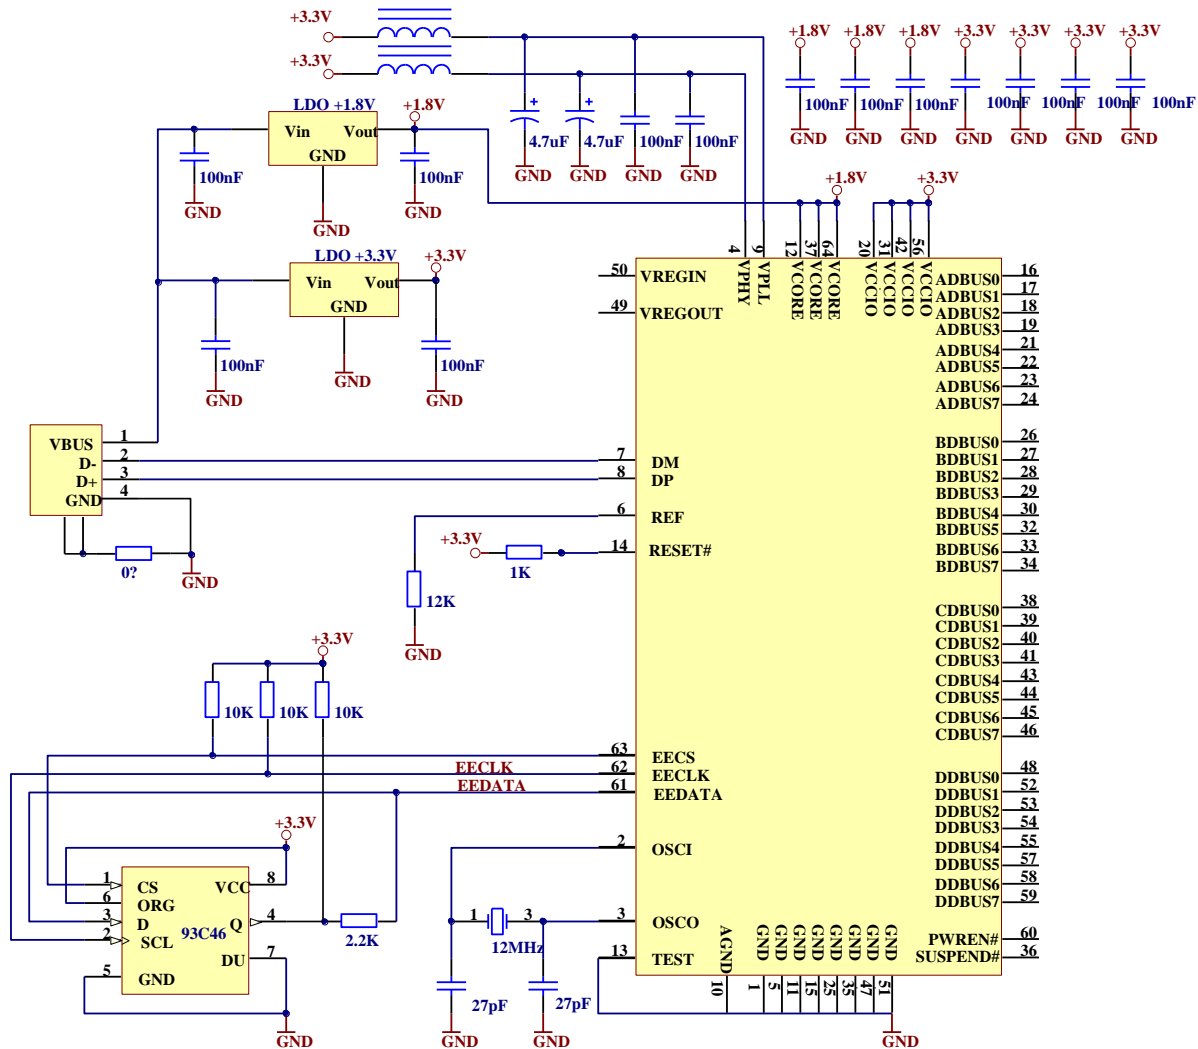 +3.3V
+3.3V
4.7uF
4.7uF
100nF
100nF
GND
GND
GND
GND
+1.8V
+1.8V
+1.8V
+3.3V
+3.3V
+3.3V
+3.3V
100nF
100nF
100nF
100nF
100nF
100nF
100nF
GND
GND
GND
GND
GND
GND
GND
LDO +1.8V
+1.8V
Vin
Vout
GND
100nF
100nF
GND
GND
GND
LDO +3.3V
+3.3V
Vin
Vout
GND
100nF
100nF
GND
GND
GND
+1.8V
+3.3V
4
9
12
37
64
20
31
42
56
VPHY
VPLL
VCORE
VCORE
VCORE
VCCIO
VCCIO
VCCIO
VCCIO
50 VREGIN
49 VREGOUT
VBUS 1
D- 2
D+ 3
GND 4
0?
GND
7 DM
8 DP
6 REF
14 RESET#
+3.3V
1K
12K
GND
+3.3V
10K
10K
10K
63 EECS
EECLK 62 EECLK
EEDATA 61 EEDATA
+3.3V
1 CS
6 ORG
3 D
2 SCL
5 GND
93C46
VCC 8
Q 4
DU 7
2.2K
GND
2 OSCI
1
3
12MHz
3 OSCO
13 TEST
27pF
27pF
GND
GND
ADBUS0 16
ADBUS1 17
ADBUS2 18
ADBUS3 19
ADBUS4 21
ADBUS5 22
ADBUS6 23
ADBUS7 24
BDBUS0 26
BDBUS1 27
BDBUS2 28
BDBUS3 29
BDBUS4 30
BDBUS5 32
BDBUS6 33
BDBUS7 34
CDBUS0 38
CDBUS1 39
CDBUS2 40
CDBUS3 41
CDBUS4 43
CDBUS5 44
CDBUS6 45
CDBUS7 46
DDBUS0 48
DDBUS1 52
DDBUS2 53
DDBUS3 54
DDBUS4 55
DDBUS5 57
DDBUS6 58
DDBUS7 59
PWREN# 60
SUSPEND# 36
AGND
GND
GND
GND
GND
GND
GND
GND
GND
10
1
5
11
15
25
35
47
51
GND